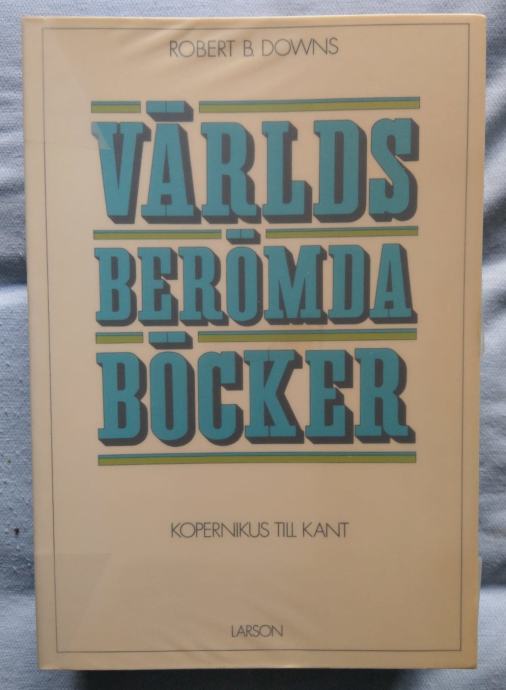 ROBERT B. DOWNS
VÄRLDS
BERÖMDA
BÖCKER
KOPERNIKUS TILL KANT
LARSON